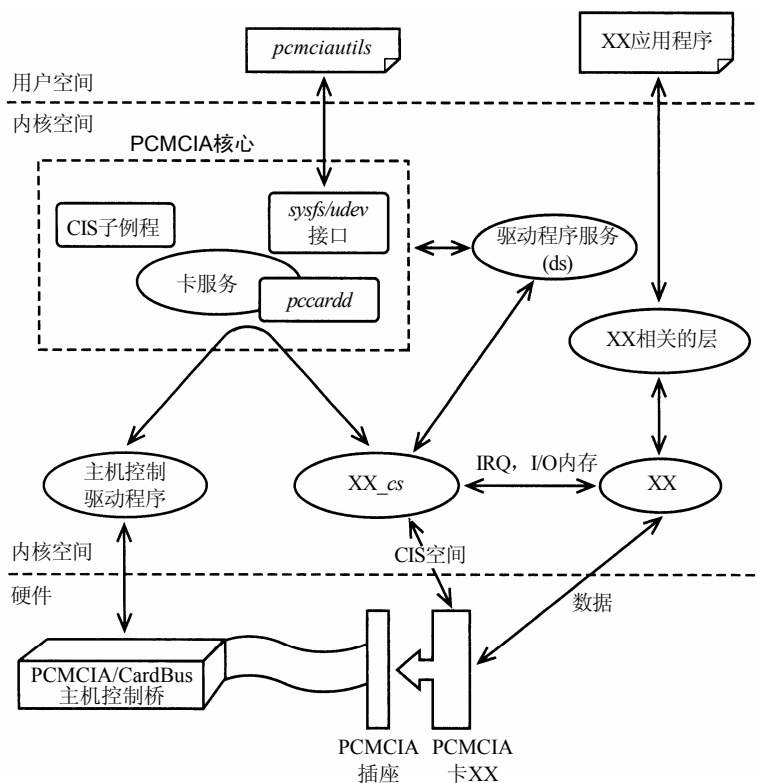 pcmciautils
XX应用程序
用户空间
内核空间
PCMCIA核心
CIS子例程
sysfs/udev
接口
驱动程序服务
(ds)
卡服务
pccardd
XX相关的层
主机控制
驱动程序
XX_cs
IRQ，I/O内存
XX
内核空间
CIS空间
硬件
数据
PCMCIA/CardBus
主机控制桥
PCMCIA
插座
PCMCIA
卡XX